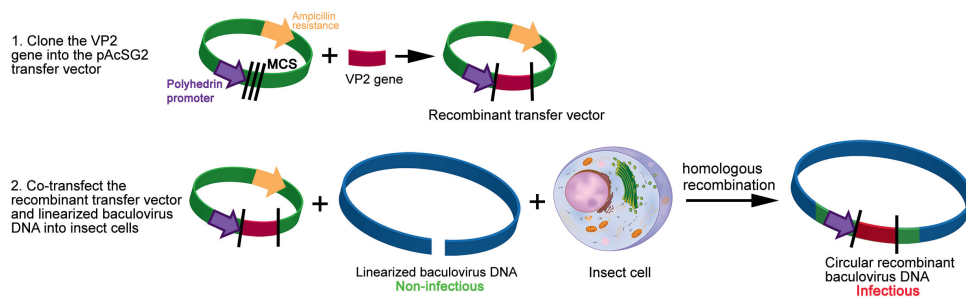 1. Clone the VP2
gene into the pAcSG2
transfer vector
Ampicillin
resistance
MCS
Polyhedrin
promoter
+
VP2 gene
Recombinant transfer vector
2. Co-transfect the
recombinant transfer vector
and linearized baculovirus
DNA into insect cells
+
Linearized baculovirus DNA
Non-infectious
+
Insect cell
homologous
recombination
Circular recombinant
baculovirus DNA
Infectious